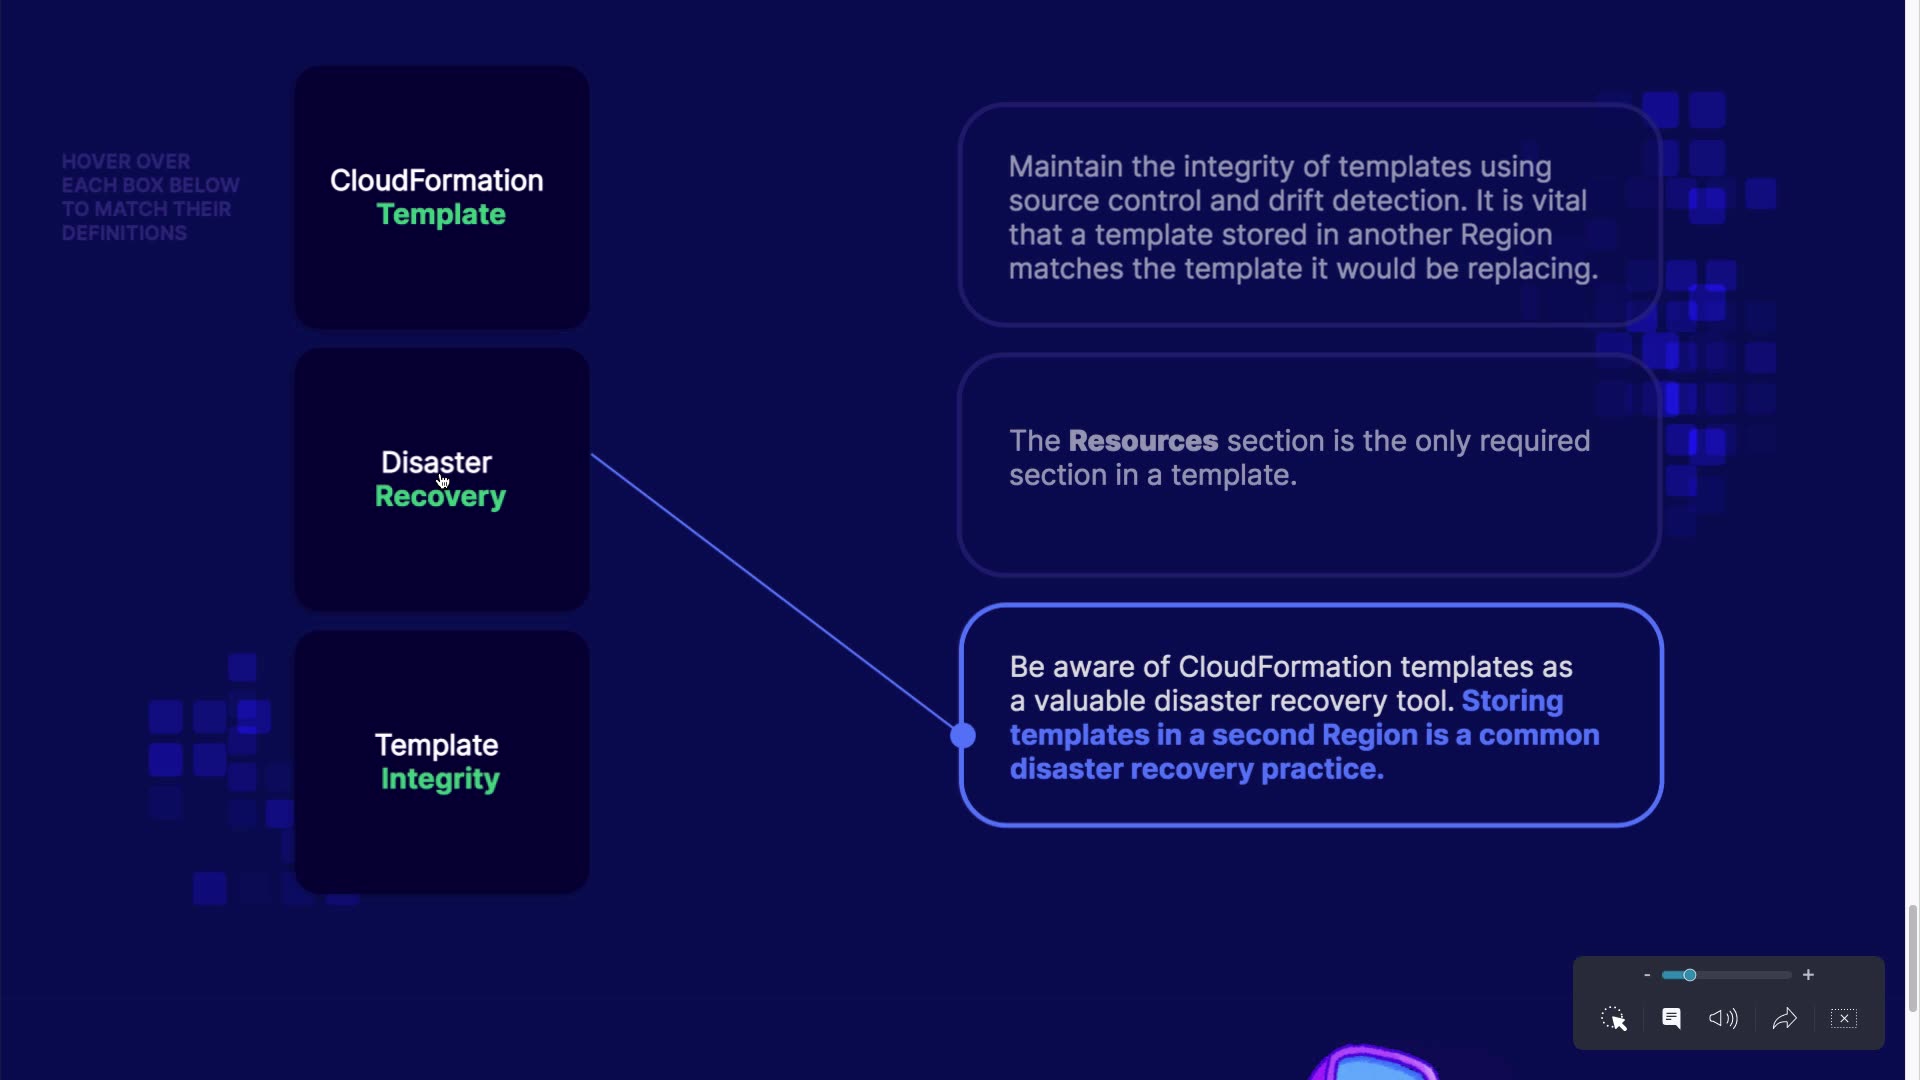 HOVER OVER
EACH BOX BELOW
TO MATCH THEIR
DEFINITIONS
CloudFormation
Template
Disaster
Recovery
Template
Integrity
Maintain the integrity of templates using
source control and drift detection. It is vital
that a template stored in another Region
matches the template it would be replacing.
The Resources section is the only required
section in a template.
Be aware of CloudFormation templates as
a valuable disaster recovery tool. Storing
templates in a second Region is a common
disaster recovery practice.